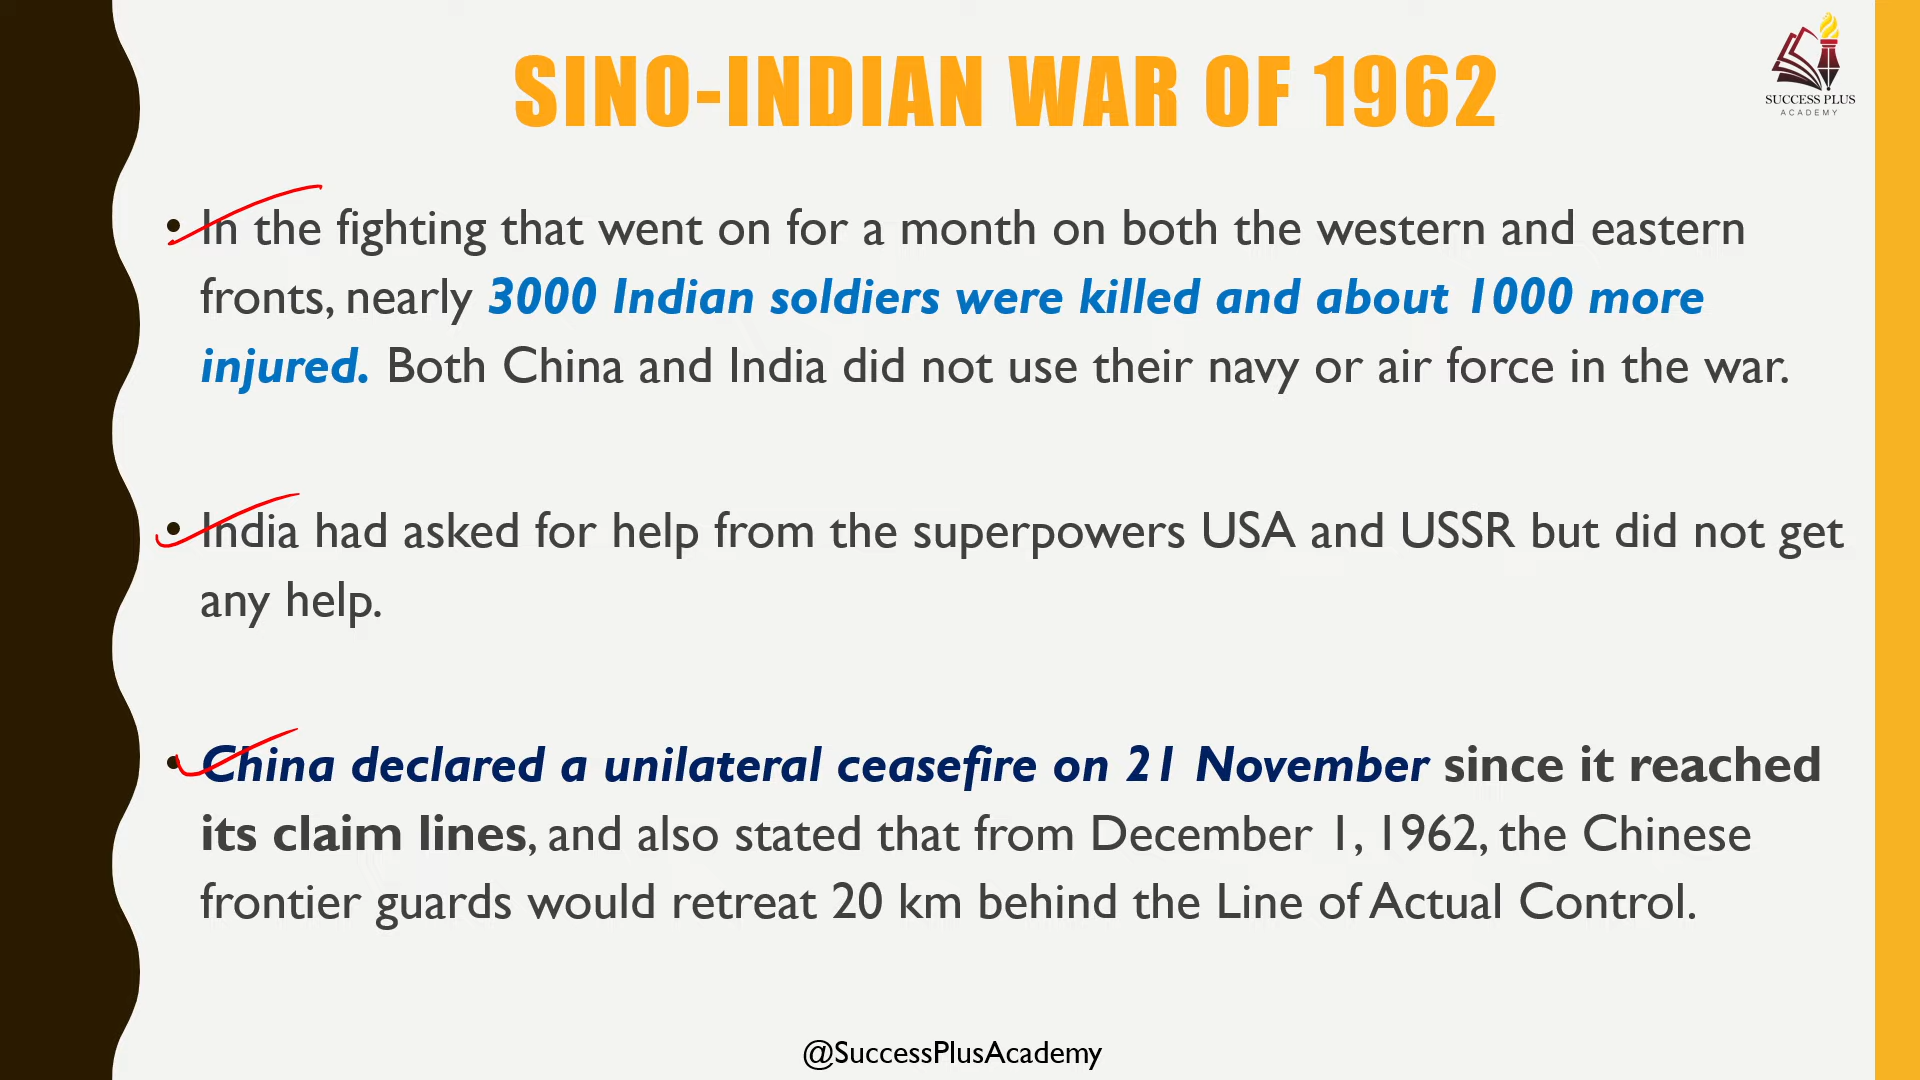 SINO-INDIAN WAR OF 1962
SUCCESS PLUS
ACADEMY
• In the fighting that went on for a month on both the western and eastern
fronts, nearly 3000 Indian soldiers were killed and about 1000 more
injured. Both China and India did not use their navy or air force in the war.
• India had asked for help from the superpowers USA and USSR but did not get
any help.
• China declared a unilateral ceasefire on 21 November since it reached
its claim lines, and also stated that from December 1, 1962, the Chinese
frontier guards would retreat 20 km behind the Line of Actual Control.
@SuccessPlusAcademy